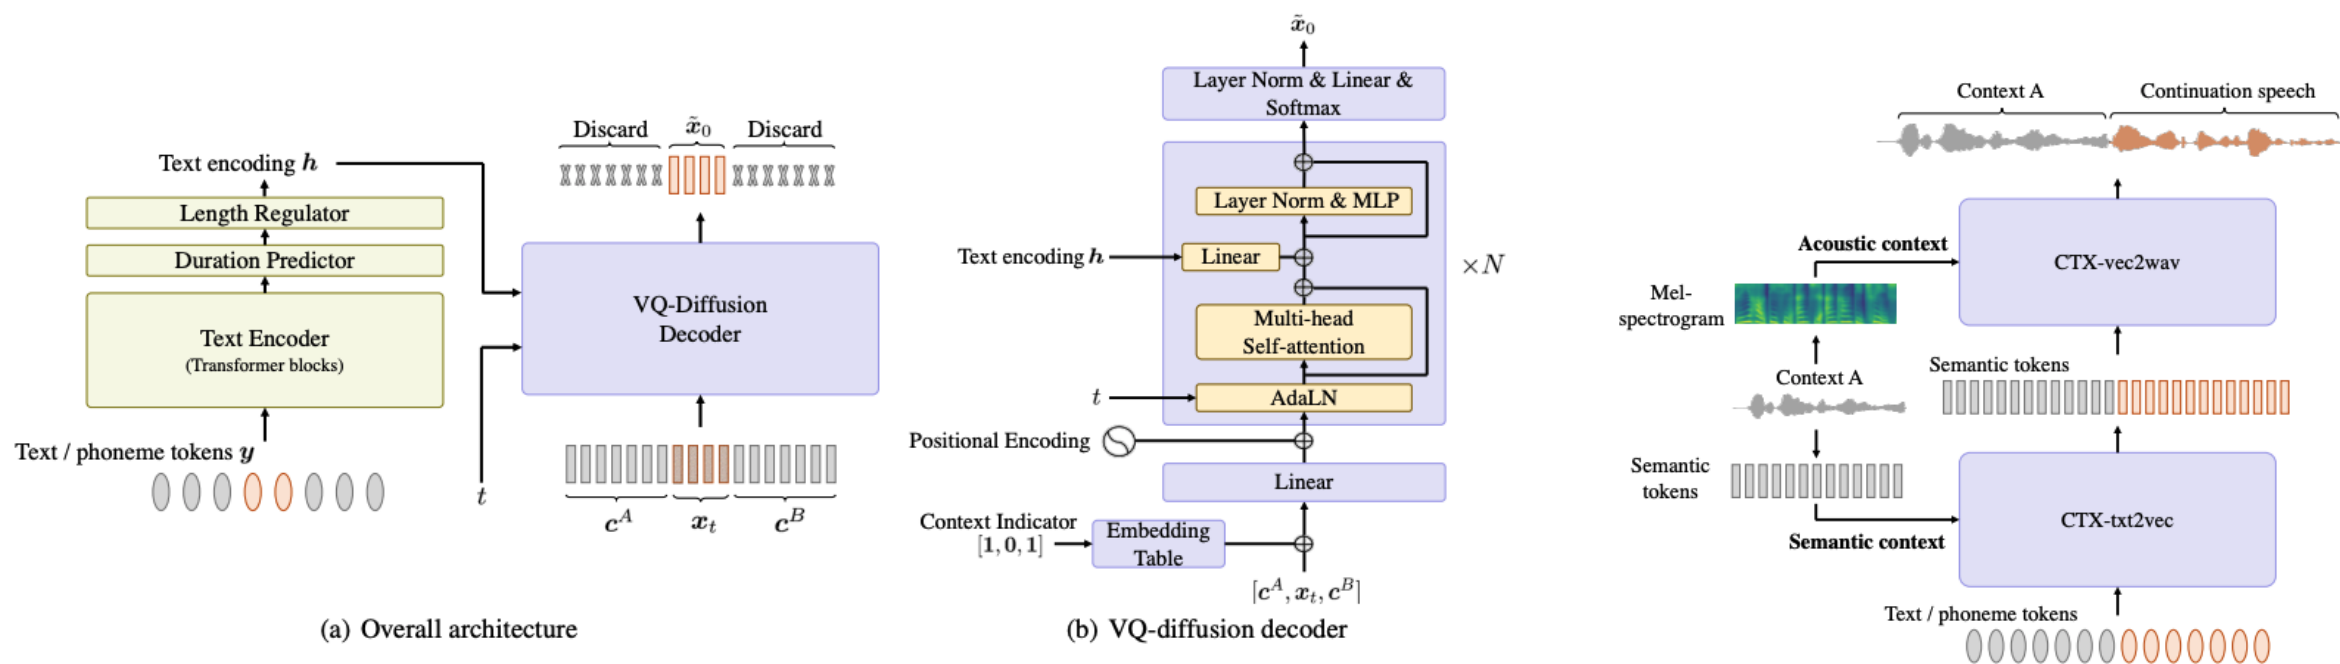 Discard
x̃₀
Discard
Text encoding h
Length Regulator
Duration Predictor
Text Encoder
(Transformer blocks)
Text / phoneme tokens y
VQ-Diffusion
Decoder
t
c^A
x_t
c^B
(a) Overall architecture
x̃₀
Layer Norm & Linear &
Softmax
Layer Norm & MLP
Text encoding h
Linear
×N
Multi-head
Self-attention
t
AdaLN
Positional Encoding
Linear
Context Indicator
[1, 0, 1]
Embedding
Table
[c^A, x_t, c^B]
(b) VQ-diffusion decoder
Context A
Continuation speech
Acoustic context
CTX-vec2wav
Mel-
spectrogram
Context A
Semantic tokens
Semantic
tokens
Semantic context
CTX-txt2vec
Text / phoneme tokens